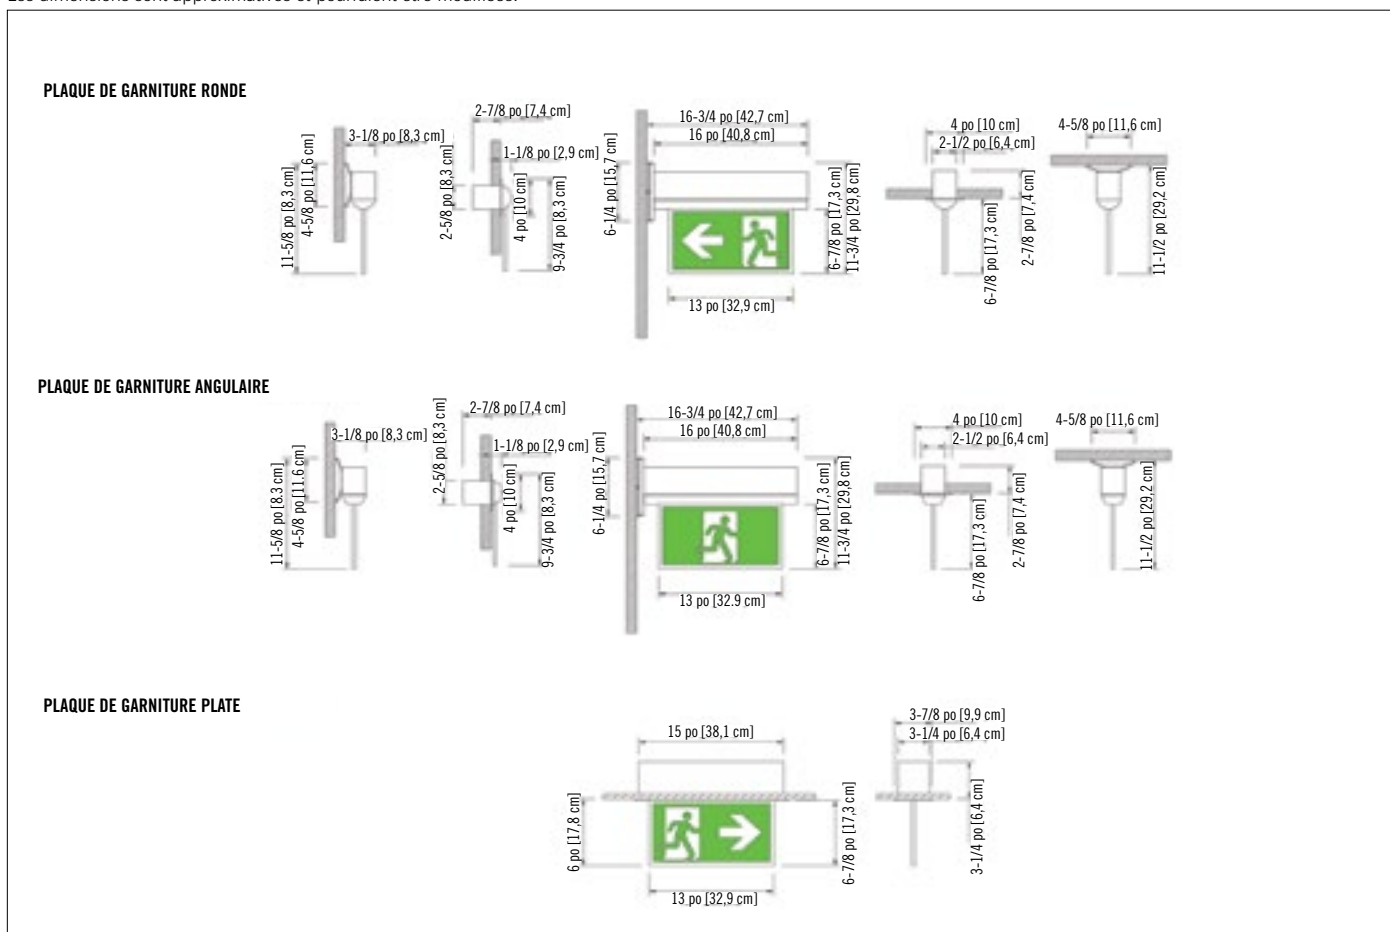 Les dimensions sont approximatives et pourraient être modifiées.
PLAQUE DE GARNITURE RONDE
3-1/8 po [8,3 cm]
11-5/8 po [8,3 cm]
4-5/8 po [11,6 cm]
2-7/8 po [7,4 cm]
1-1/8 po [2,9 cm]
2-5/8 po [8,3 cm]
4 po [10 cm]
9-3/4 po [8,3 cm]
16-3/4 po [42,7 cm]
16 po [40,8 cm]
6-1/4 po [15,7 cm]
6-7/8 po [17,3 cm]
11-3/4 po [29,8 cm]
13 po [32,9 cm]
4 po [10 cm]
2-1/2 po [6,4 cm]
6-7/8 po [17,3 cm]
2-7/8 po [7,4 cm]
4-5/8 po [11,6 cm]
11-1/2 po [29,2 cm]
PLAQUE DE GARNITURE ANGULAIRE
3-1/8 po [8,3 cm]
11-5/8 po [8.3 cm]
4-5/8 po [11.6 cm]
2-7/8 po [7,4 cm]
1-1/8 po [2,9 cm]
2-5/8 po [8,3 cm]
4 po [10 cm]
9-3/4 po [8,3 cm]
16-3/4 po [42,7 cm]
16 po [40,8 cm]
6-1/4 po [15,7 cm]
6-7/8 po [17,3 cm]
11-3/4 po [29,8 cm]
13 po [32.9 cm]
4 po [10 cm]
2-1/2 po [6,4 cm]
6-7/8 po [17,3 cm]
2-7/8 po [7,4 cm]
4-5/8 po [11,6 cm]
11-1/2 po [29,2 cm]
PLAQUE DE GARNITURE PLATE
15 po [38,1 cm]
6 po [17,8 cm]
6-7/8 po [17,3 cm]
13 po [32,9 cm]
3-7/8 po [9,9 cm]
3-1/4 po [6,4 cm]
3-1/4 po [6,4 cm]